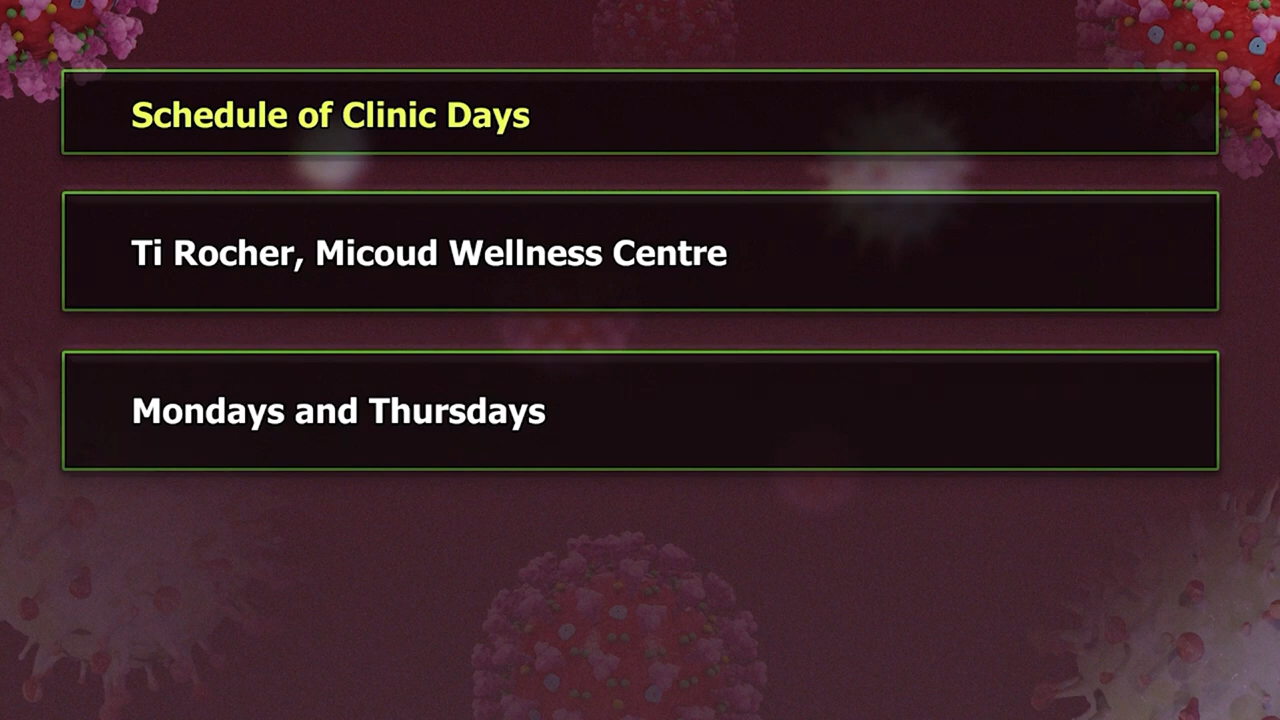 Schedule of Clinic Days
Ti Rocher, Micoud Wellness Centre
Mondays and Thursdays